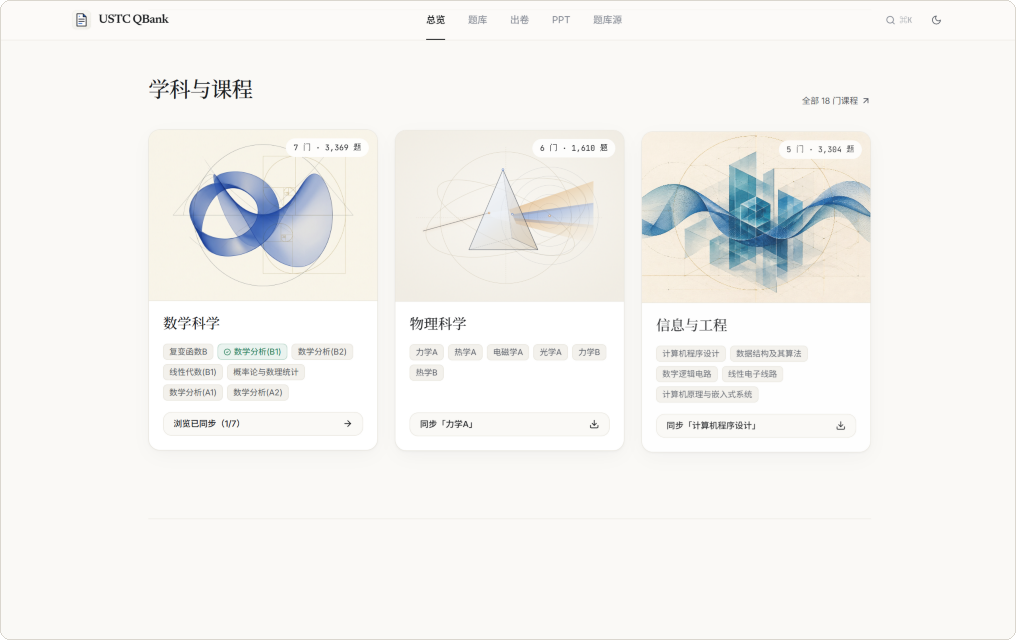 USTC QBank
总览 题库 出卷 PPT 题库源
⌘K
学科与课程
全部 18 门课程
7 门 · 3,369 题
6 门 · 1,610 题
5 门 · 3,304 题
数学科学
复变函数B 数学分析(B1) 数学分析(B2)
线性代数(B1) 概率论与数理统计
数学分析(A1) 数学分析(A2)
浏览已同步（1/7）
物理科学
力学A 热学A 电磁学A 光学A 力学B
热学B
同步「力学A」
信息与工程
计算机程序设计 数据结构及其算法
数字逻辑电路 线性电子线路
计算机原理与嵌入式系统
同步「计算机程序设计」